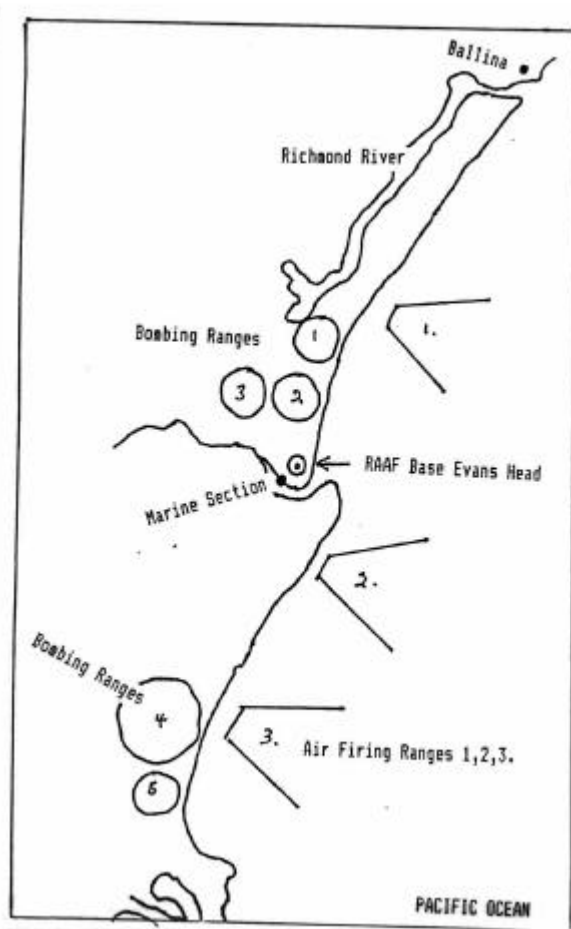 Ballina
Richmond River
1
1.
Bombing Ranges
3
2
RAAF Base Evans Head
Marine Section
2.
Bombing Ranges
4
3.
Air Firing Ranges 1,2,3.
5
PACIFIC OCEAN